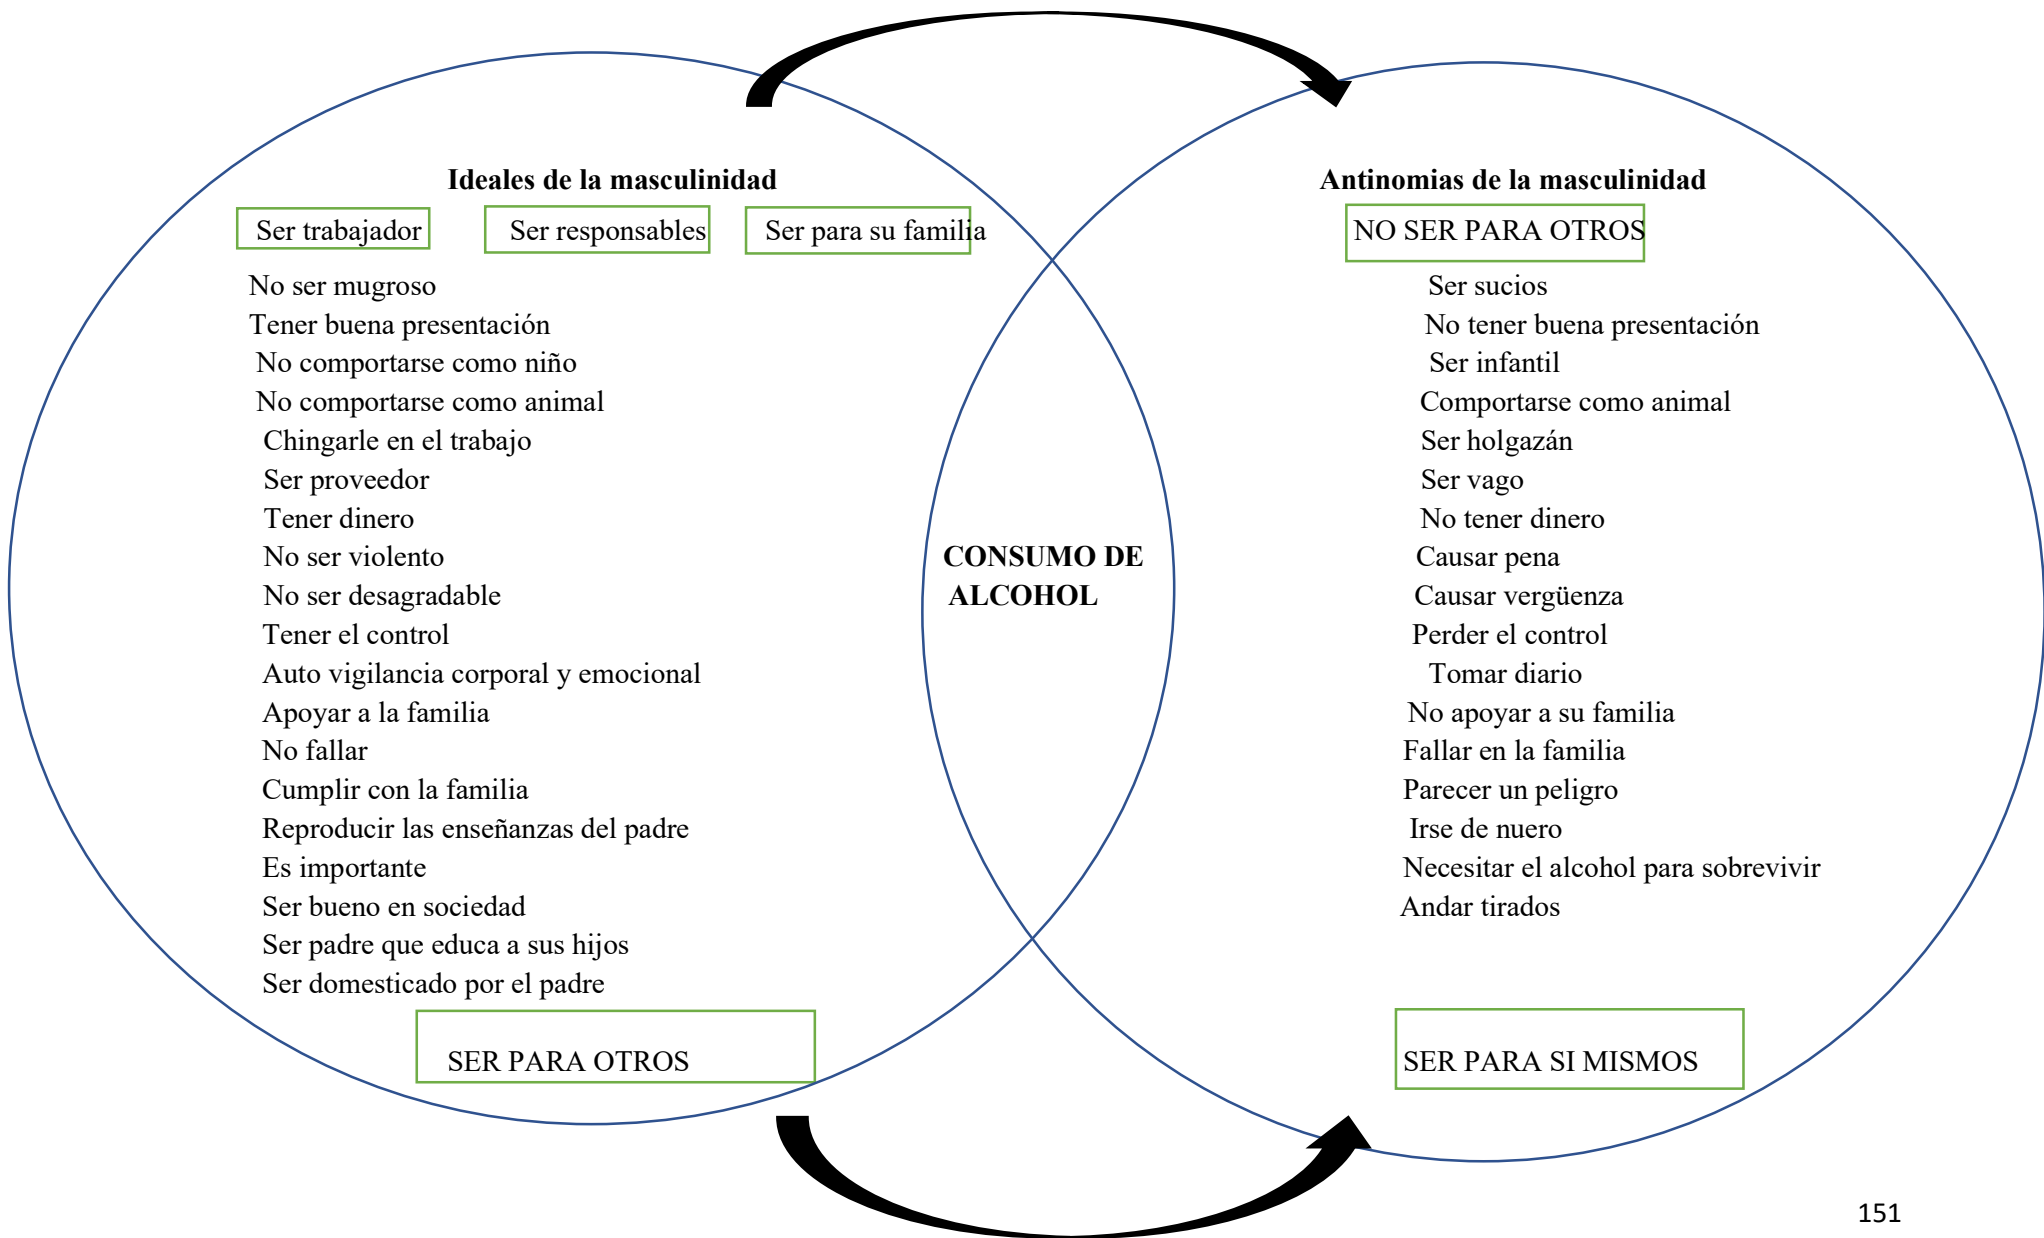 Ideales de la masculinidad
Ser trabajador
Ser responsables
Ser para su familia
No ser mugroso
Tener buena presentación
No comportarse como niño
No comportarse como animal
Chingarle en el trabajo
Ser proveedor
Tener dinero
No ser violento
No ser desagradable
Tener el control
Auto vigilancia corporal y emocional
Apoyar a la familia
No fallar
Cumplir con la familia
Reproducir las enseñanzas del padre
Es importante
Ser bueno en sociedad
Ser padre que educa a sus hijos
Ser domesticado por el padre
SER PARA OTROS
CONSUMO DE
ALCOHOL
Antinomias de la masculinidad
NO SER PARA OTROS
Ser sucios
No tener buena presentación
Ser infantil
Comportarse como animal
Ser holgazán
Ser vago
No tener dinero
Causar pena
Causar vergüenza
Perder el control
Tomar diario
No apoyar a su familia
Fallar en la familia
Parecer un peligro
Irse de nuero
Necesitar el alcohol para sobrevivir
Andar tirados
SER PARA SI MISMOS
151